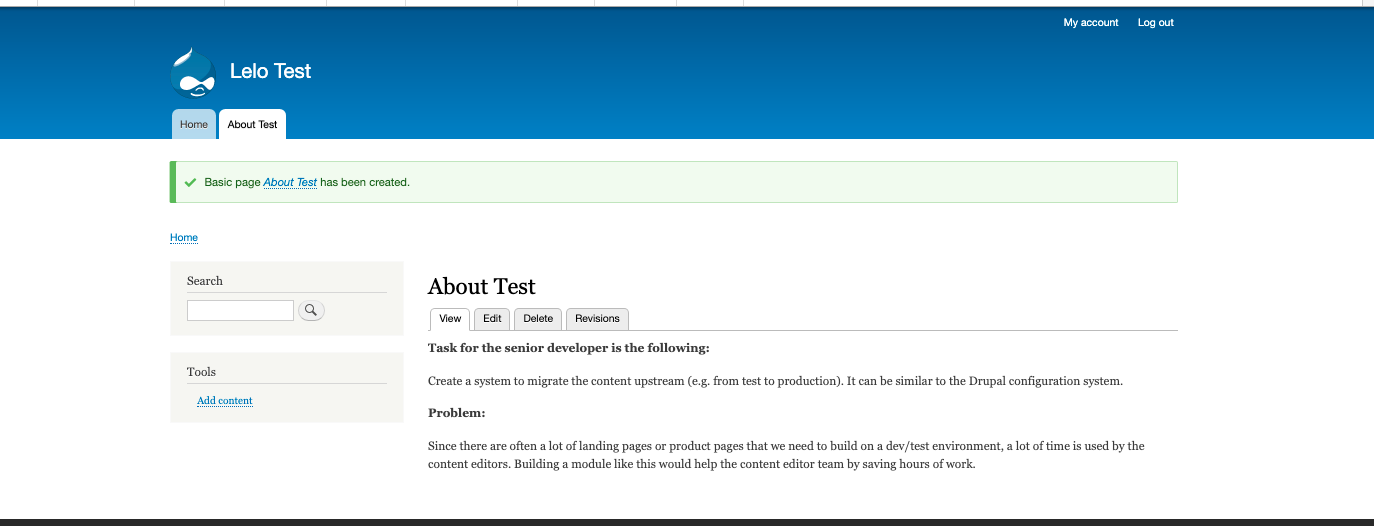 My account Log out
Lelo Test
Home About Test
Basic page About Test has been created.
Home
Search
Tools
Add content
About Test
View Edit Delete Revisions
Task for the senior developer is the following:
Create a system to migrate the content upstream (e.g. from test to production). It can be similar to the Drupal configuration system.
Problem:
Since there are often a lot of landing pages or product pages that we need to build on a dev/test environment, a lot of time is used by the
content editors. Building a module like this would help the content editor team by saving hours of work.